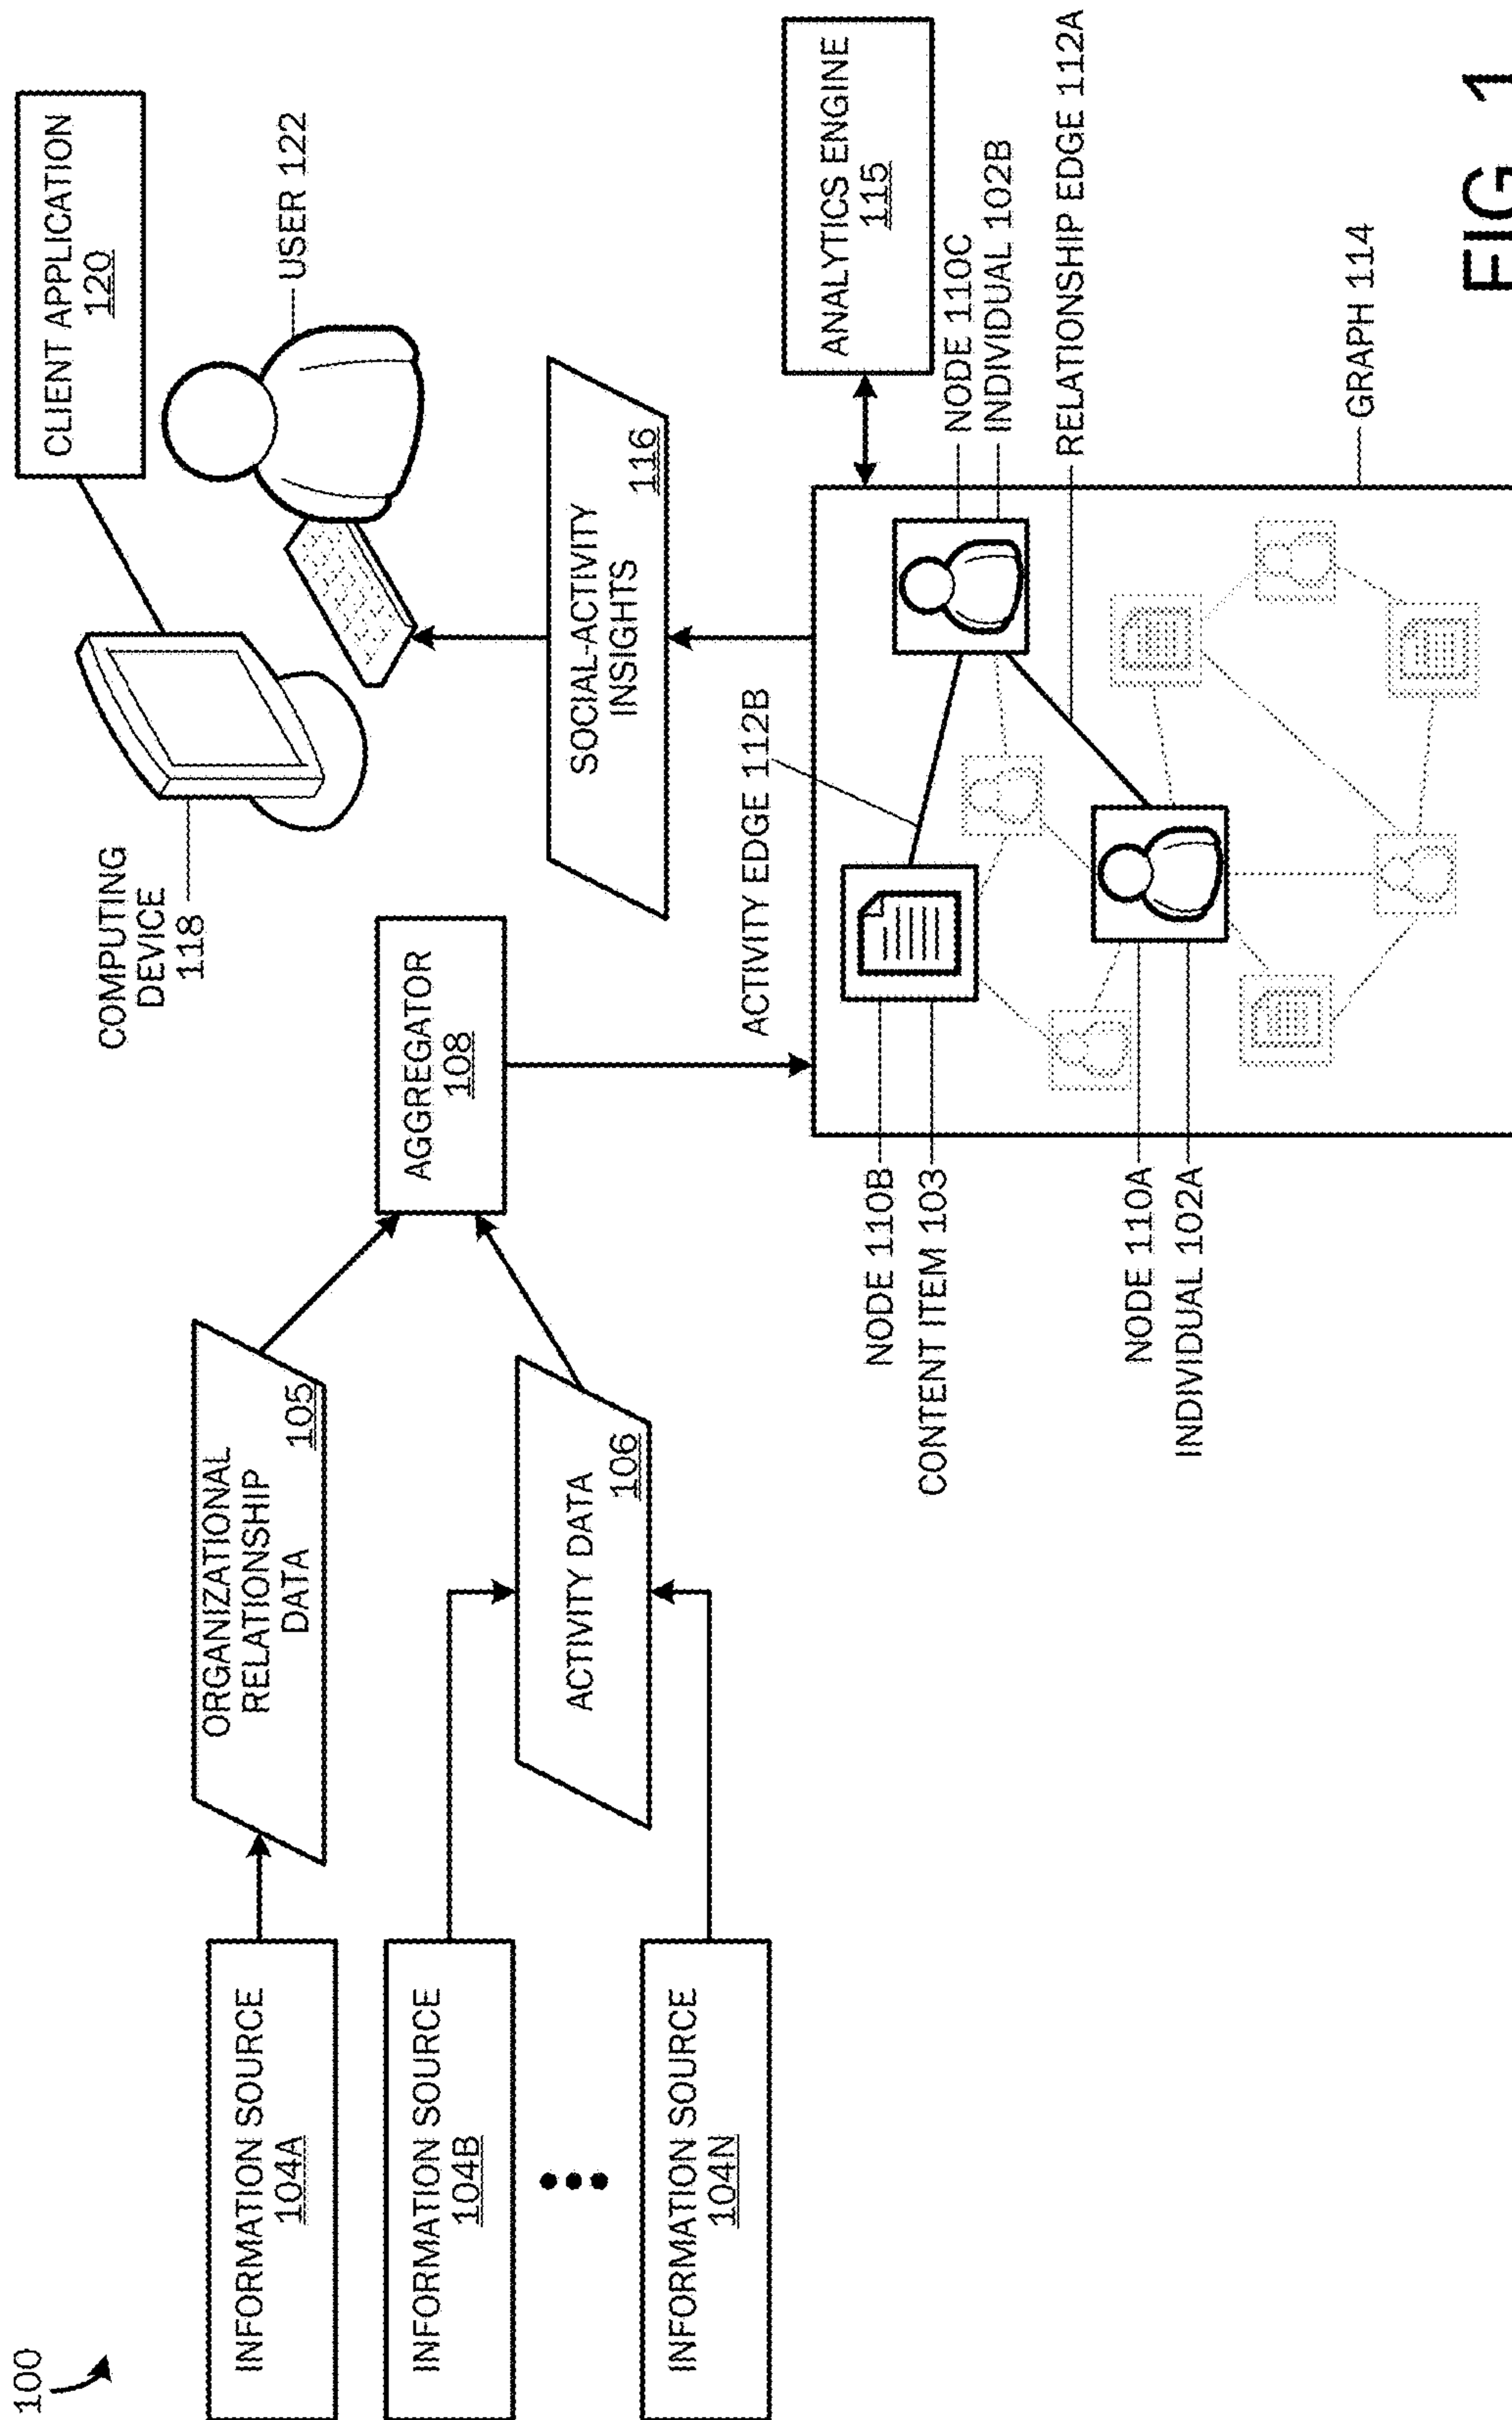 100
INFORMATION SOURCE
104A
INFORMATION SOURCE
104B
INFORMATION SOURCE
104N
ORGANIZATIONAL
RELATIONSHIP
DATA
105
ACTIVITY DATA
106
AGGREGATOR
108
COMPUTING
DEVICE
118
CLIENT APPLICATION
120
USER 122
SOCIAL-ACTIVITY
INSIGHTS
116
ACTIVITY EDGE 112B
ANALYTICS ENGINE
115
NODE 110C
INDIVIDUAL 102B
RELATIONSHIP EDGE 112A
NODE 110B
CONTENT ITEM 103
NODE 110A
INDIVIDUAL 102A
GRAPH 114
FIG. 1